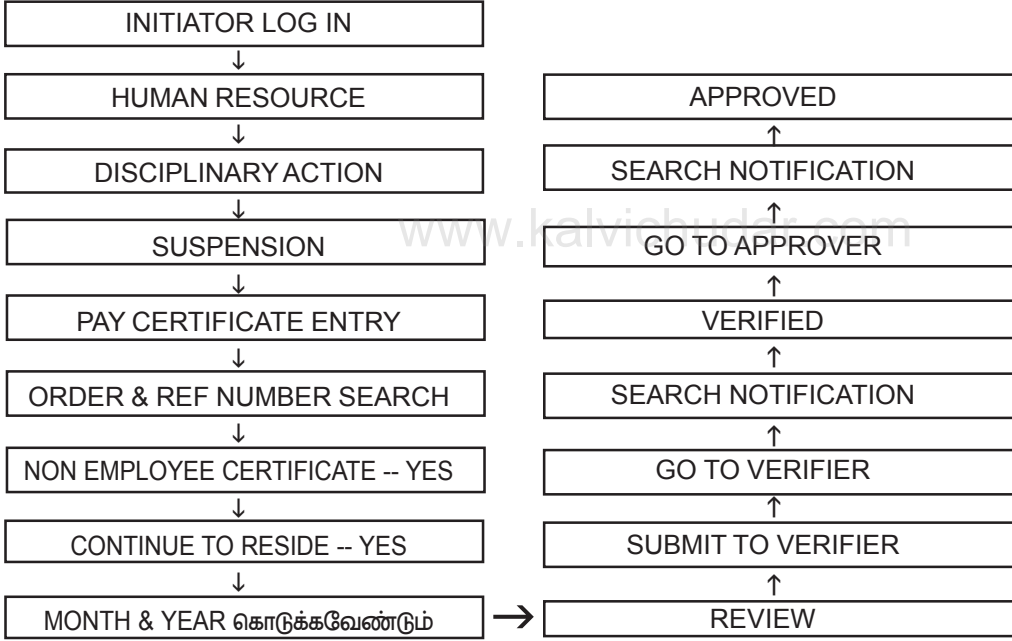 INITIATOR LOG IN
↓
HUMAN RESOURCE
↓
DISCIPLINARY ACTION
↓
SUSPENSION
↓
PAY CERTIFICATE ENTRY
↓
ORDER & REF NUMBER SEARCH
↓
NON EMPLOYEE CERTIFICATE -- YES
↓
CONTINUE TO RESIDE -- YES
↓
MONTH & YEAR கொடுக்கவேண்டும்
→
REVIEW
↑
SUBMIT TO VERIFIER
↑
GO TO VERIFIER
↑
SEARCH NOTIFICATION
↑
VERIFIED
↑
GO TO APPROVER
↑
SEARCH NOTIFICATION
↑
APPROVED
www.kalvichudar.com